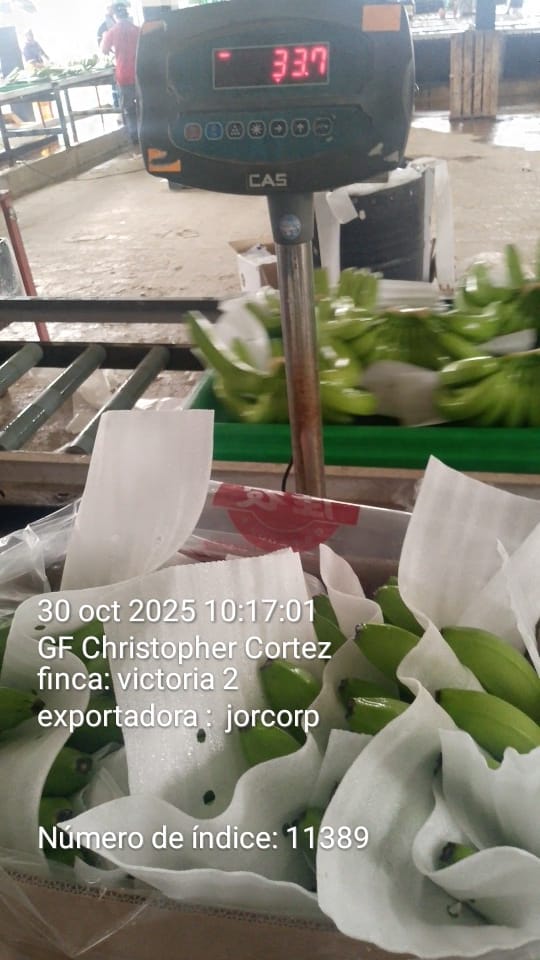 - 33.7
CAS
30 oct 2025 10:17:01
GF Christopher Cortez
finca: victoria 2
exportadora : jorcorp
Número de índice: 11389